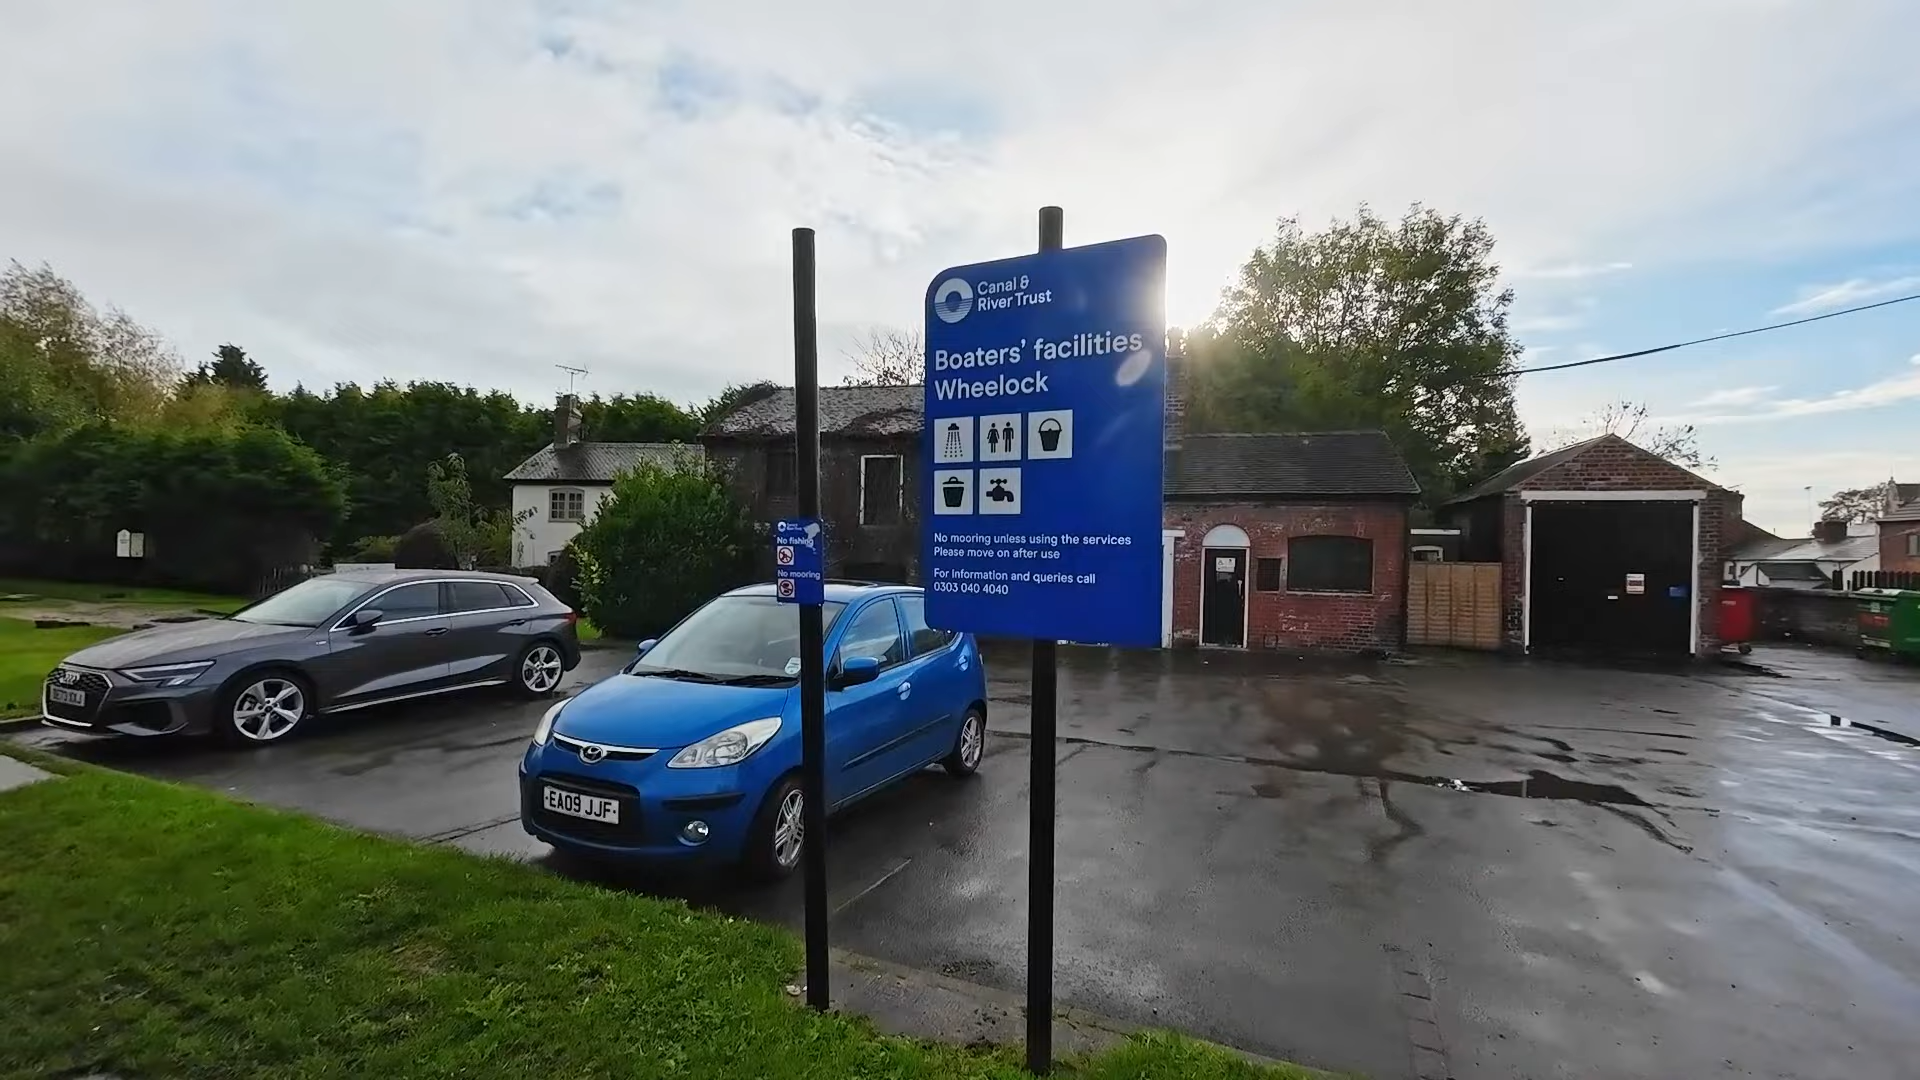 Canal &
River Trust
Boaters' facilities
Wheelock
No mooring unless using the services
Please move on after use
For Information and queries call
0303 040 4040
No fishing
No mooring
EA09 JJF